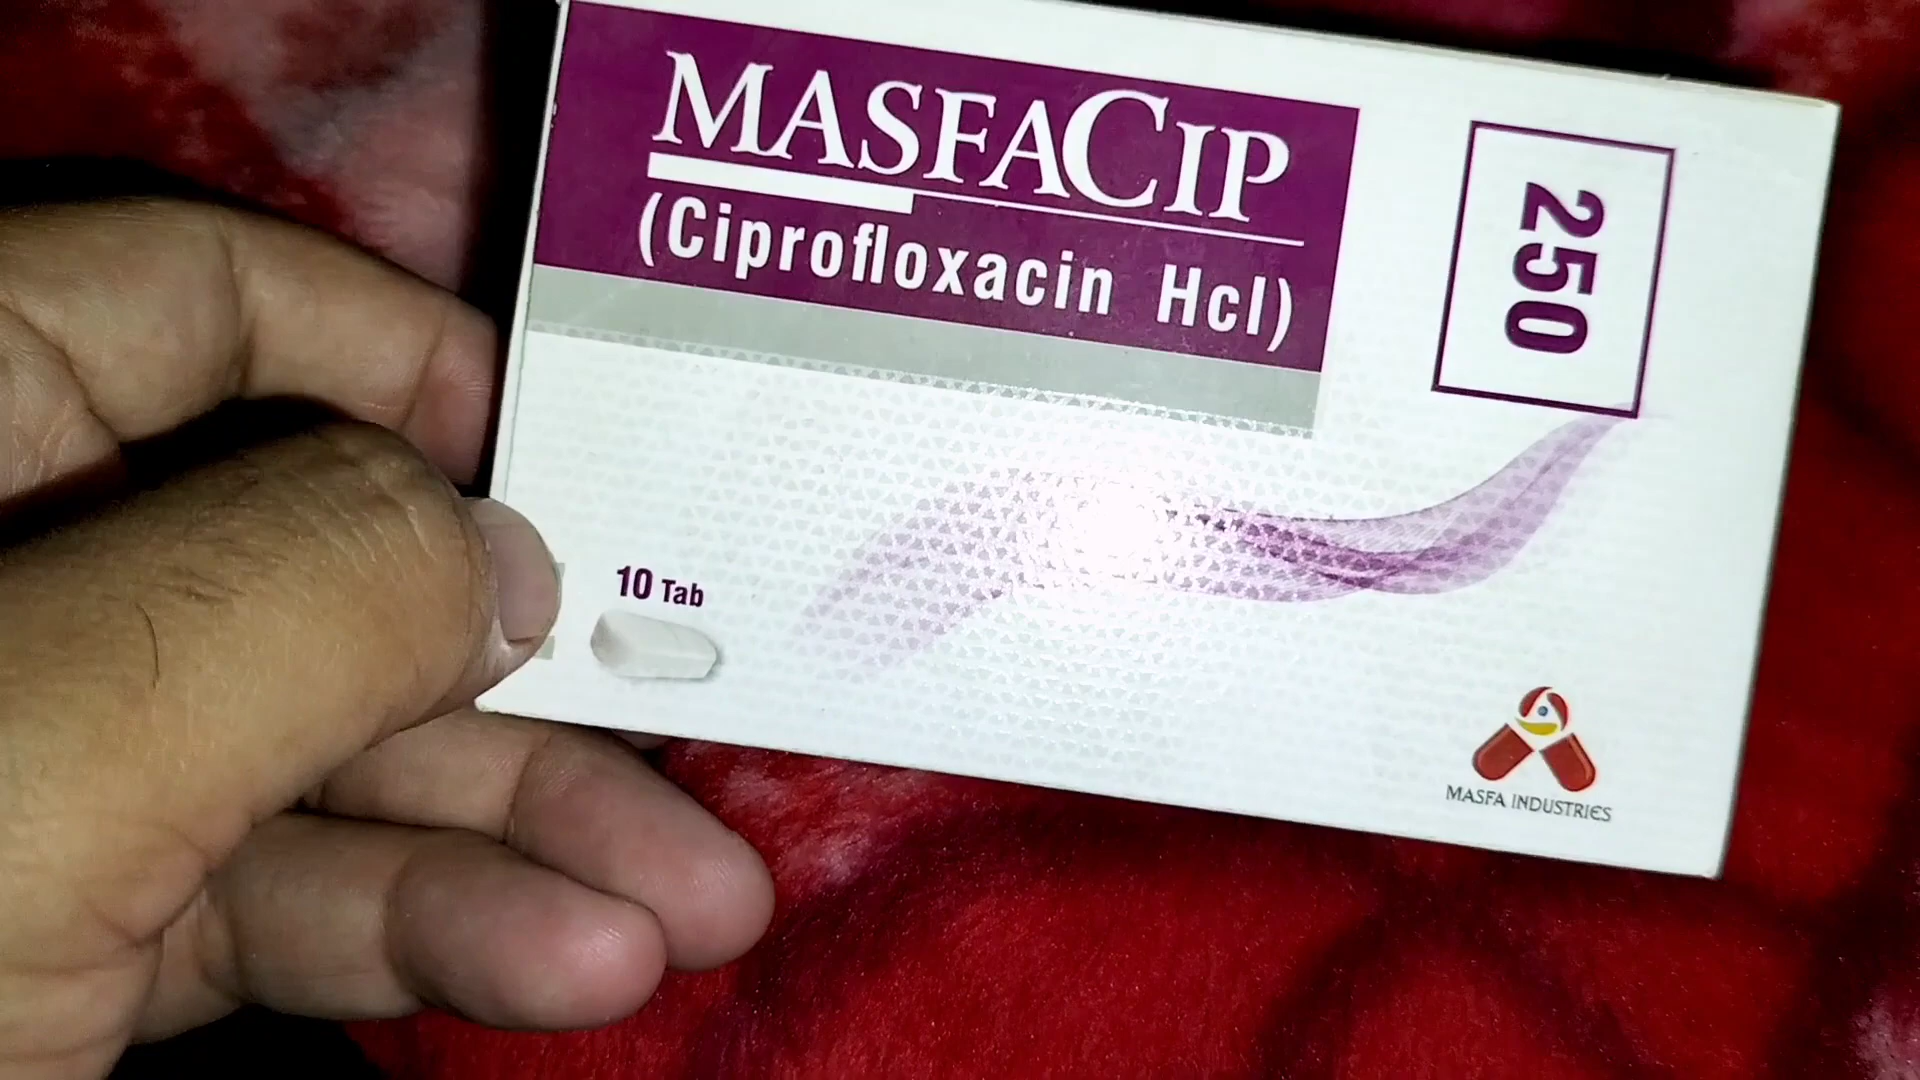 MASFACIP
(Ciprofloxacin Hcl)
250
10 Tab
MASFA INDUSTRIES